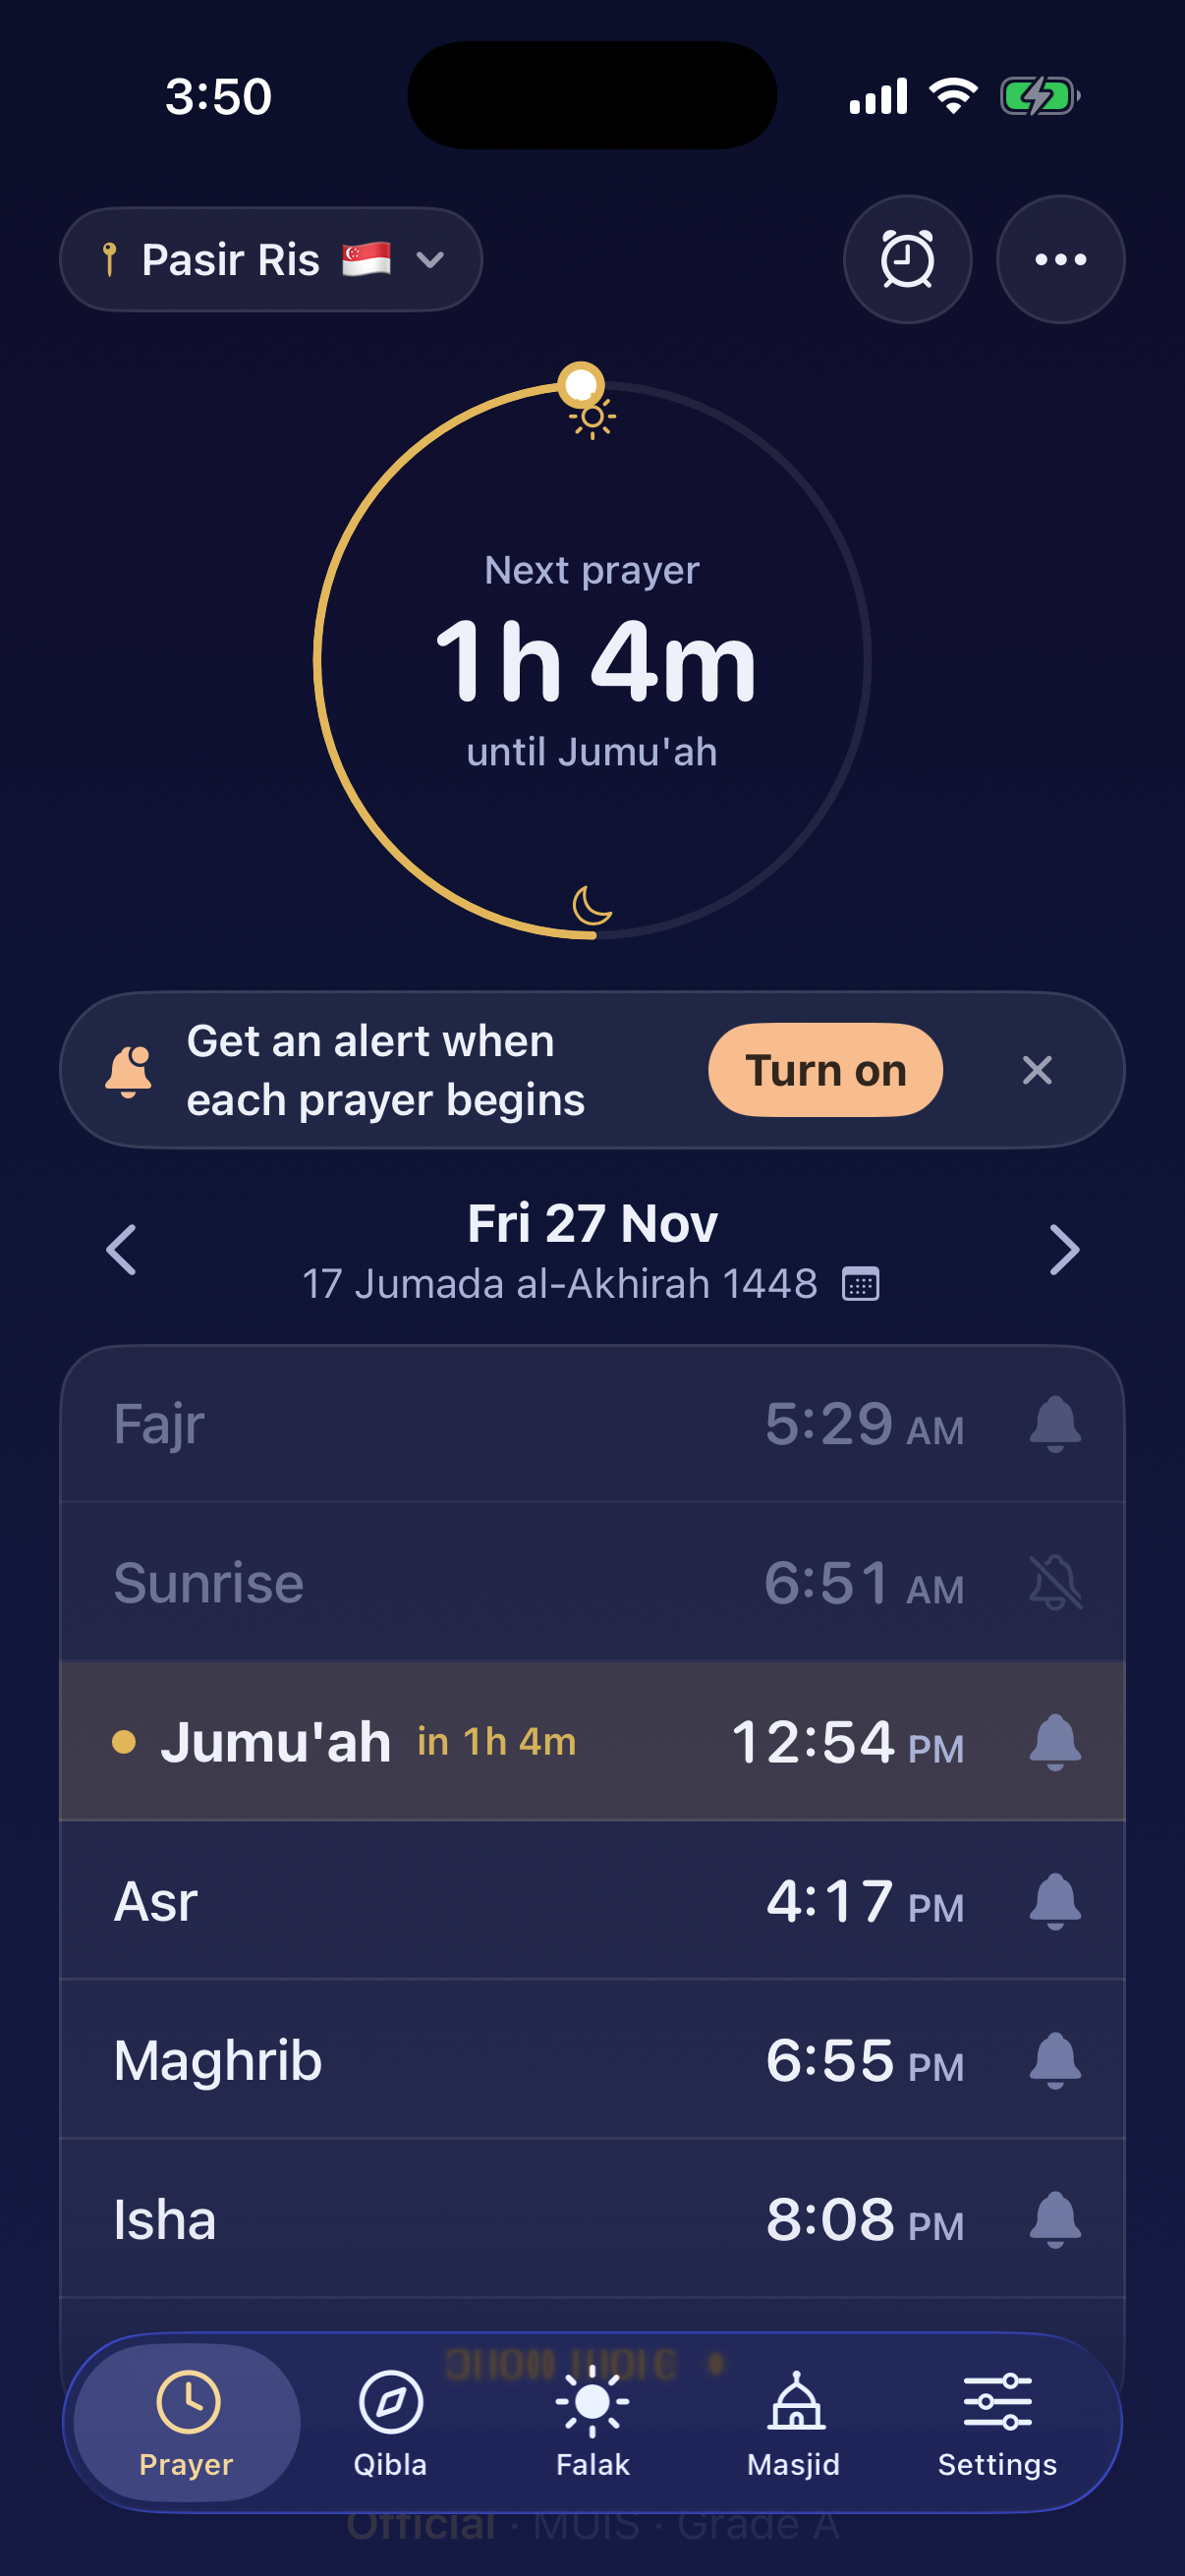 3:50
Pasir Ris
Next prayer
1h 4m
until Jumu'ah
Get an alert when
each prayer begins
Turn on
Fri 27 Nov
17 Jumada al-Akhirah 1448
Fajr 5:29 AM
Sunrise 6:51 AM
Jumu'ah in 1h 4m 12:54 PM
Asr 4:17 PM
Maghrib 6:55 PM
Isha 8:08 PM
Prayer Qibla Falak Masjid Settings
Official · MUIS · Grade A